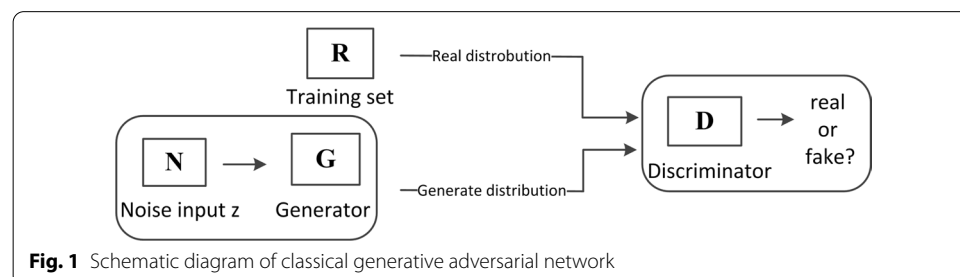 R
Real distrobution
Training set
N
G
Noise input z
Generator
Generate distribution
D
Discriminator
real
or
fake?
Fig. 1 Schematic diagram of classical generative adversarial network